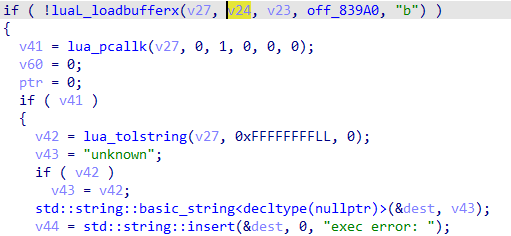 if ( !luaL_loadbufferx(v27, v24, v23, off_839A0, "b") )
{
v41 = lua_pcallk(v27, 0, 1, 0, 0, 0);
v60 = 0;
ptr = 0;
if ( v41 )
{
v42 = lua_tolstring(v27, 0xFFFFFFFFLL, 0);
v43 = "unknown";
if ( v42 )
v43 = v42;
std::string::basic_string<decltype(nullptr)>(&dest, v43);
v44 = std::string::insert(&dest, 0, "exec error: ");